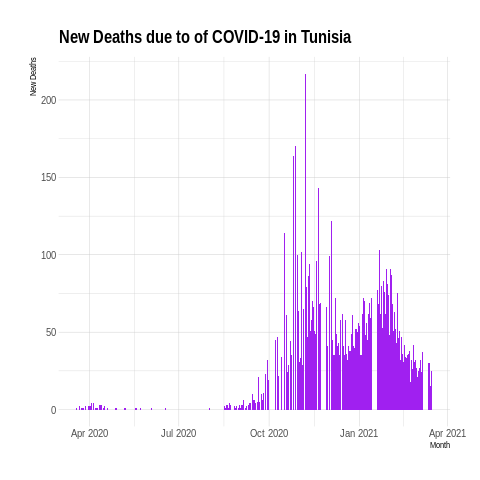 New Deaths due to of COVID-19 in Tunisia
New Deaths
200
150
100
50
0
Apr 2020 Jul 2020 Oct 2020 Jan 2021 Apr 2021
Month